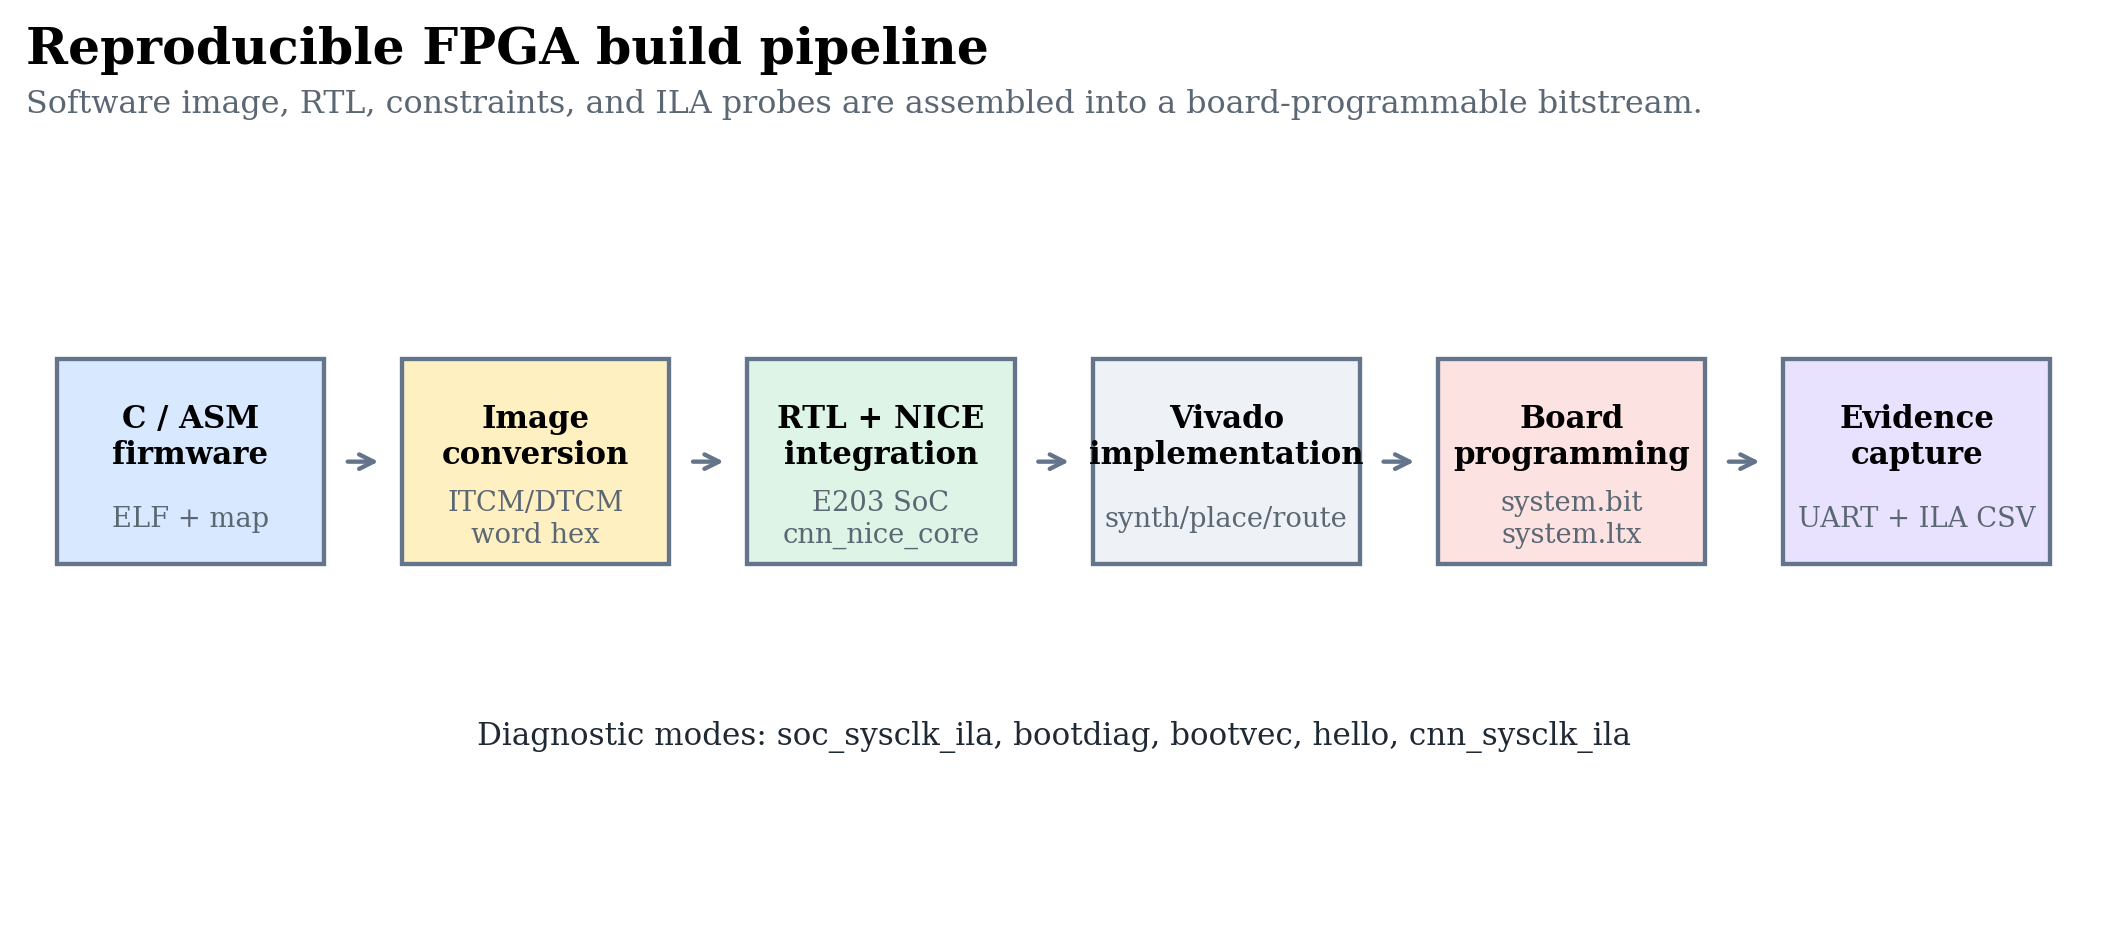 Reproducible FPGA build pipeline
Software image, RTL, constraints, and ILA probes are assembled into a board-programmable bitstream.
C / ASM
firmware
ELF + map
Image
conversion
ITCM/DTCM
word hex
RTL + NICE
integration
E203 SoC
cnn_nice_core
Vivado
implementation
synth/place/route
Board
programming
system.bit
system.ltx
Evidence
capture
UART + ILA CSV
Diagnostic modes: soc_sysclk_ila, bootdiag, bootvec, hello, cnn_sysclk_ila